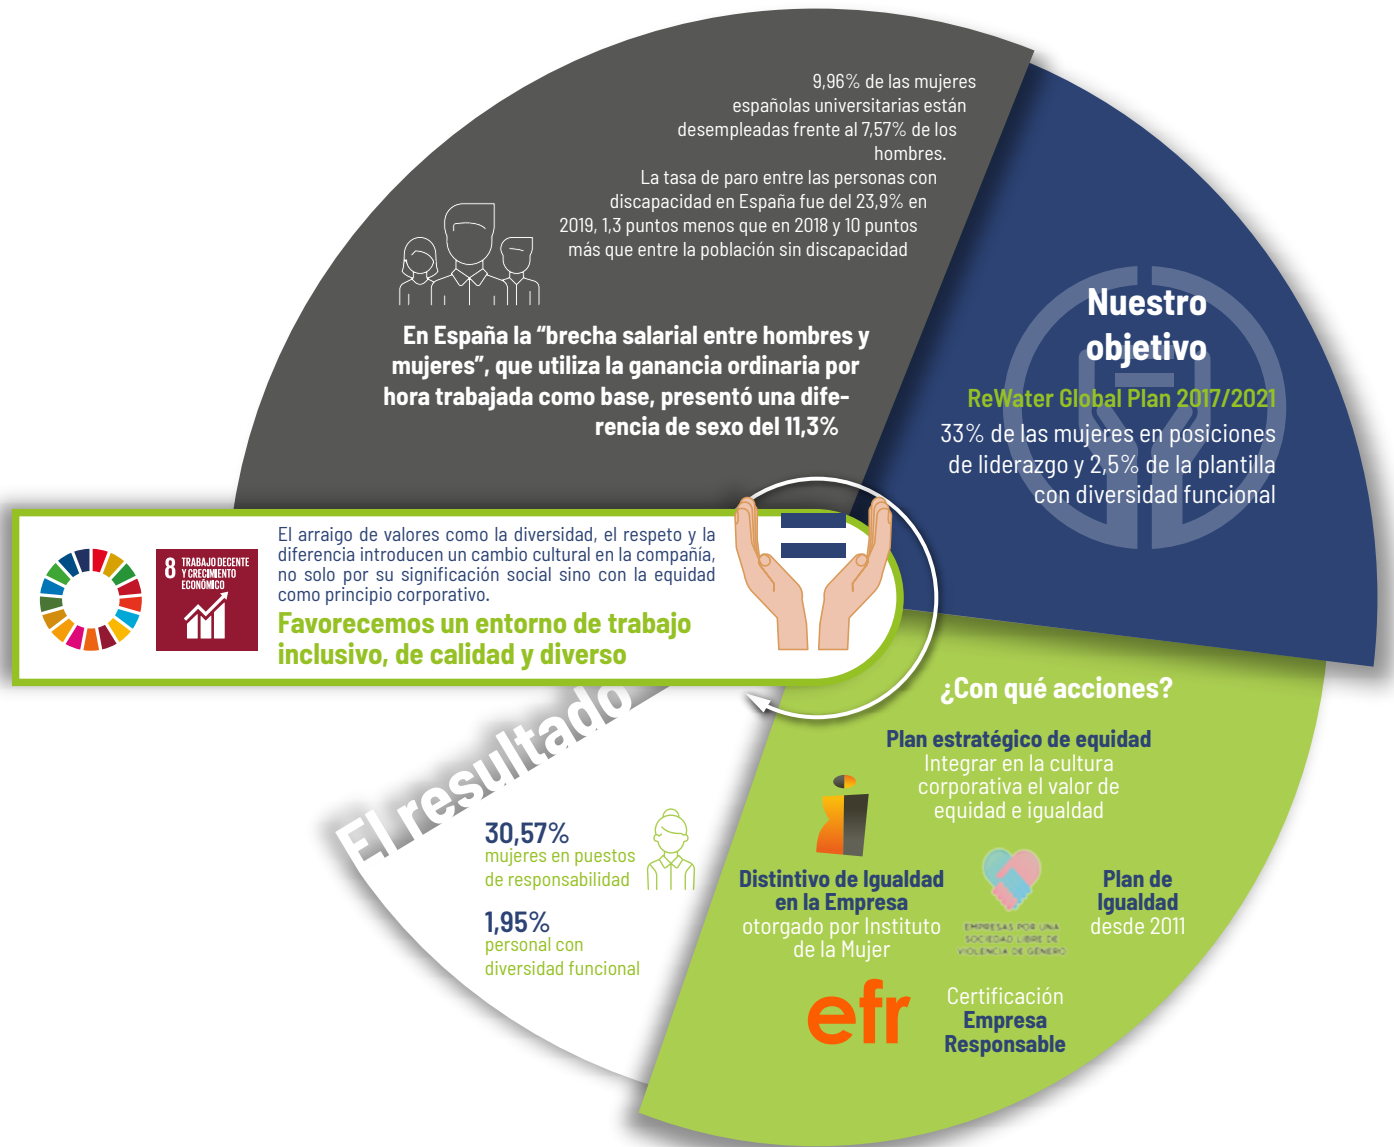 9,96% de las mujeres
españolas universitarias están
desempleadas frente al 7,57% de los
hombres.
La tasa de paro entre las personas con
discapacidad en España fue del 23,9% en
2019, 1,3 puntos menos que en 2018 y 10 puntos
más que entre la población sin discapacidad
En España la “brecha salarial entre hombres y
mujeres”, que utiliza la ganancia ordinaria por
hora trabajada como base, presentó una dife-
rencia de sexo del 11,3%
Nuestro
objetivo
ReWater Global Plan 2017/2021
33% de las mujeres en posiciones
de liderazgo y 2,5% de la plantilla
con diversidad funcional
8 TRABAJO DECENTE
Y CRECIMIENTO
ECONÓMICO
El arraigo de valores como la diversidad, el respeto y la
diferencia introducen un cambio cultural en la compañía,
no solo por su significación social sino con la equidad
como principio corporativo.
Favorecemos un entorno de trabajo
inclusivo, de calidad y diverso
¿Con qué acciones?
Plan estratégico de equidad
Integrar en la cultura
corporativa el valor de
equidad e igualdad
Distintivo de Igualdad
en la Empresa
otorgado por Instituto
de la Mujer
EMPRESAS POR UNA
SOCIEDAD LIBRE DE
VIOLENCIA DE GÉNERO
Plan de
Igualdad
desde 2011
efr
Certificación
Empresa
Responsable
El resultado
30,57%
mujeres en puestos
de responsabilidad
1,95%
personal con
diversidad funcional